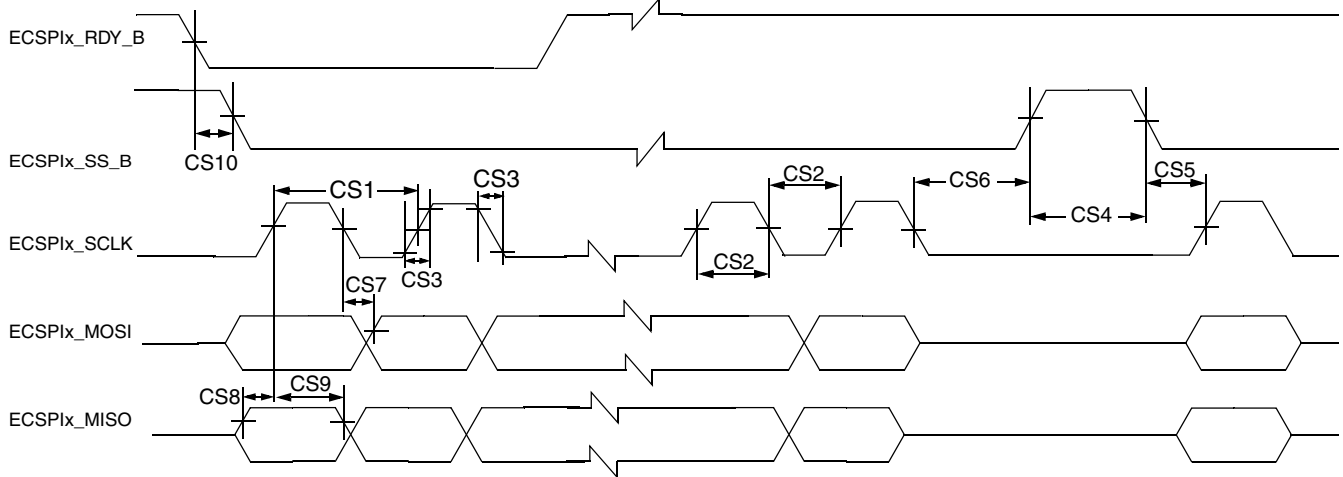 ECSPIx_RDY_B
CS10
ECSPIx_SS_B
CS1
CS3
CS2
CS6
CS5
CS4
ECSPIx_SCLK
CS3
CS2
CS7
ECSPIx_MOSI
CS8
CS9
ECSPIx_MISO